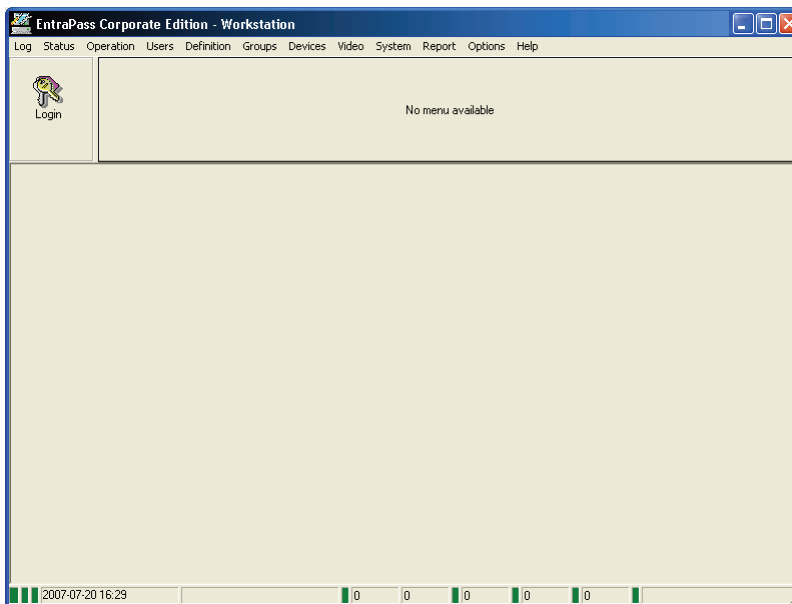 EntraPass Corporate Edition - Workstation
Log Status Operation Users Definition Groups Devices Video System Report Options Help
Login
No menu available
2007-07-20 16:29 0 0 0 0 0